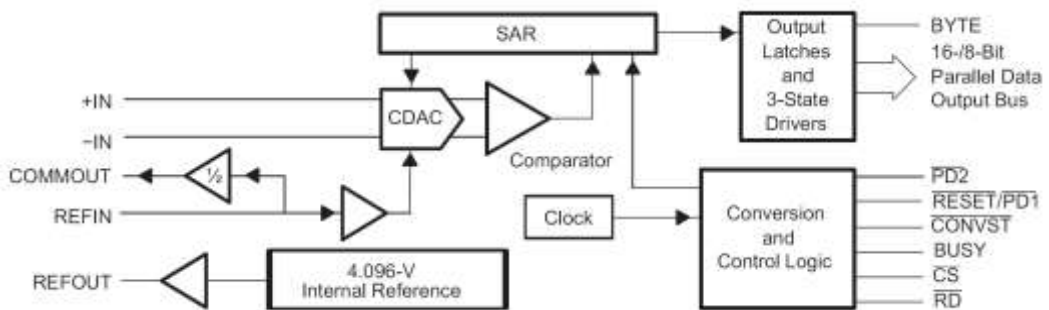 SAR
Output
Latches
and
3-State
Drivers
BYTE
16-/8-Bit
Parallel Data
Output Bus
+IN
−IN
CDAC
Comparator
COMMOUT
½
REFIN
Clock
Conversion
and
Control Logic
PD2
RESET/PD1
CONVST
BUSY
CS
RD
REFOUT
4.096-V
Internal Reference